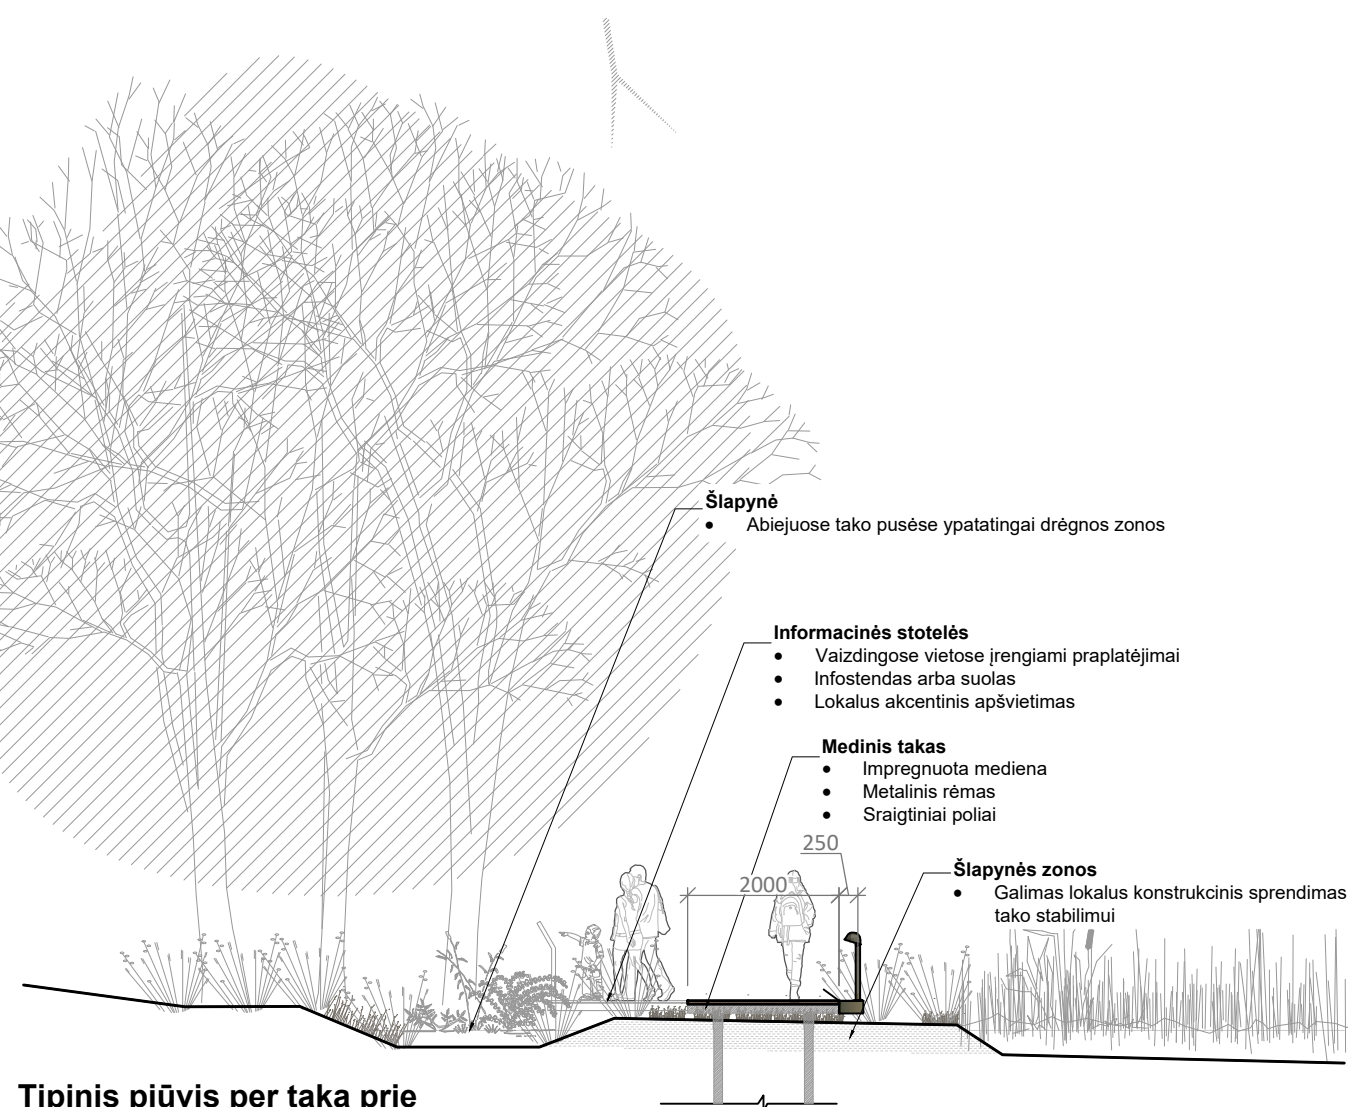 Šlapynė
● Abiejuose tako pusėse ypatatingai drėgnos zonos
Informacinės stotelės
● Vaizdingose vietose įrengiami praplatėjimai
● Infostendas arba suolas
● Lokalus akcentinis apšvietimas
Medinis takas
● Impregnuota mediena
● Metalinis rėmas
● Sraigtiniai poliai
250
2000
Šlapynės zonos
● Galimas lokalus konstrukcinis sprendimas
tako stabilimui
Tipinis pjūvis per taką prie